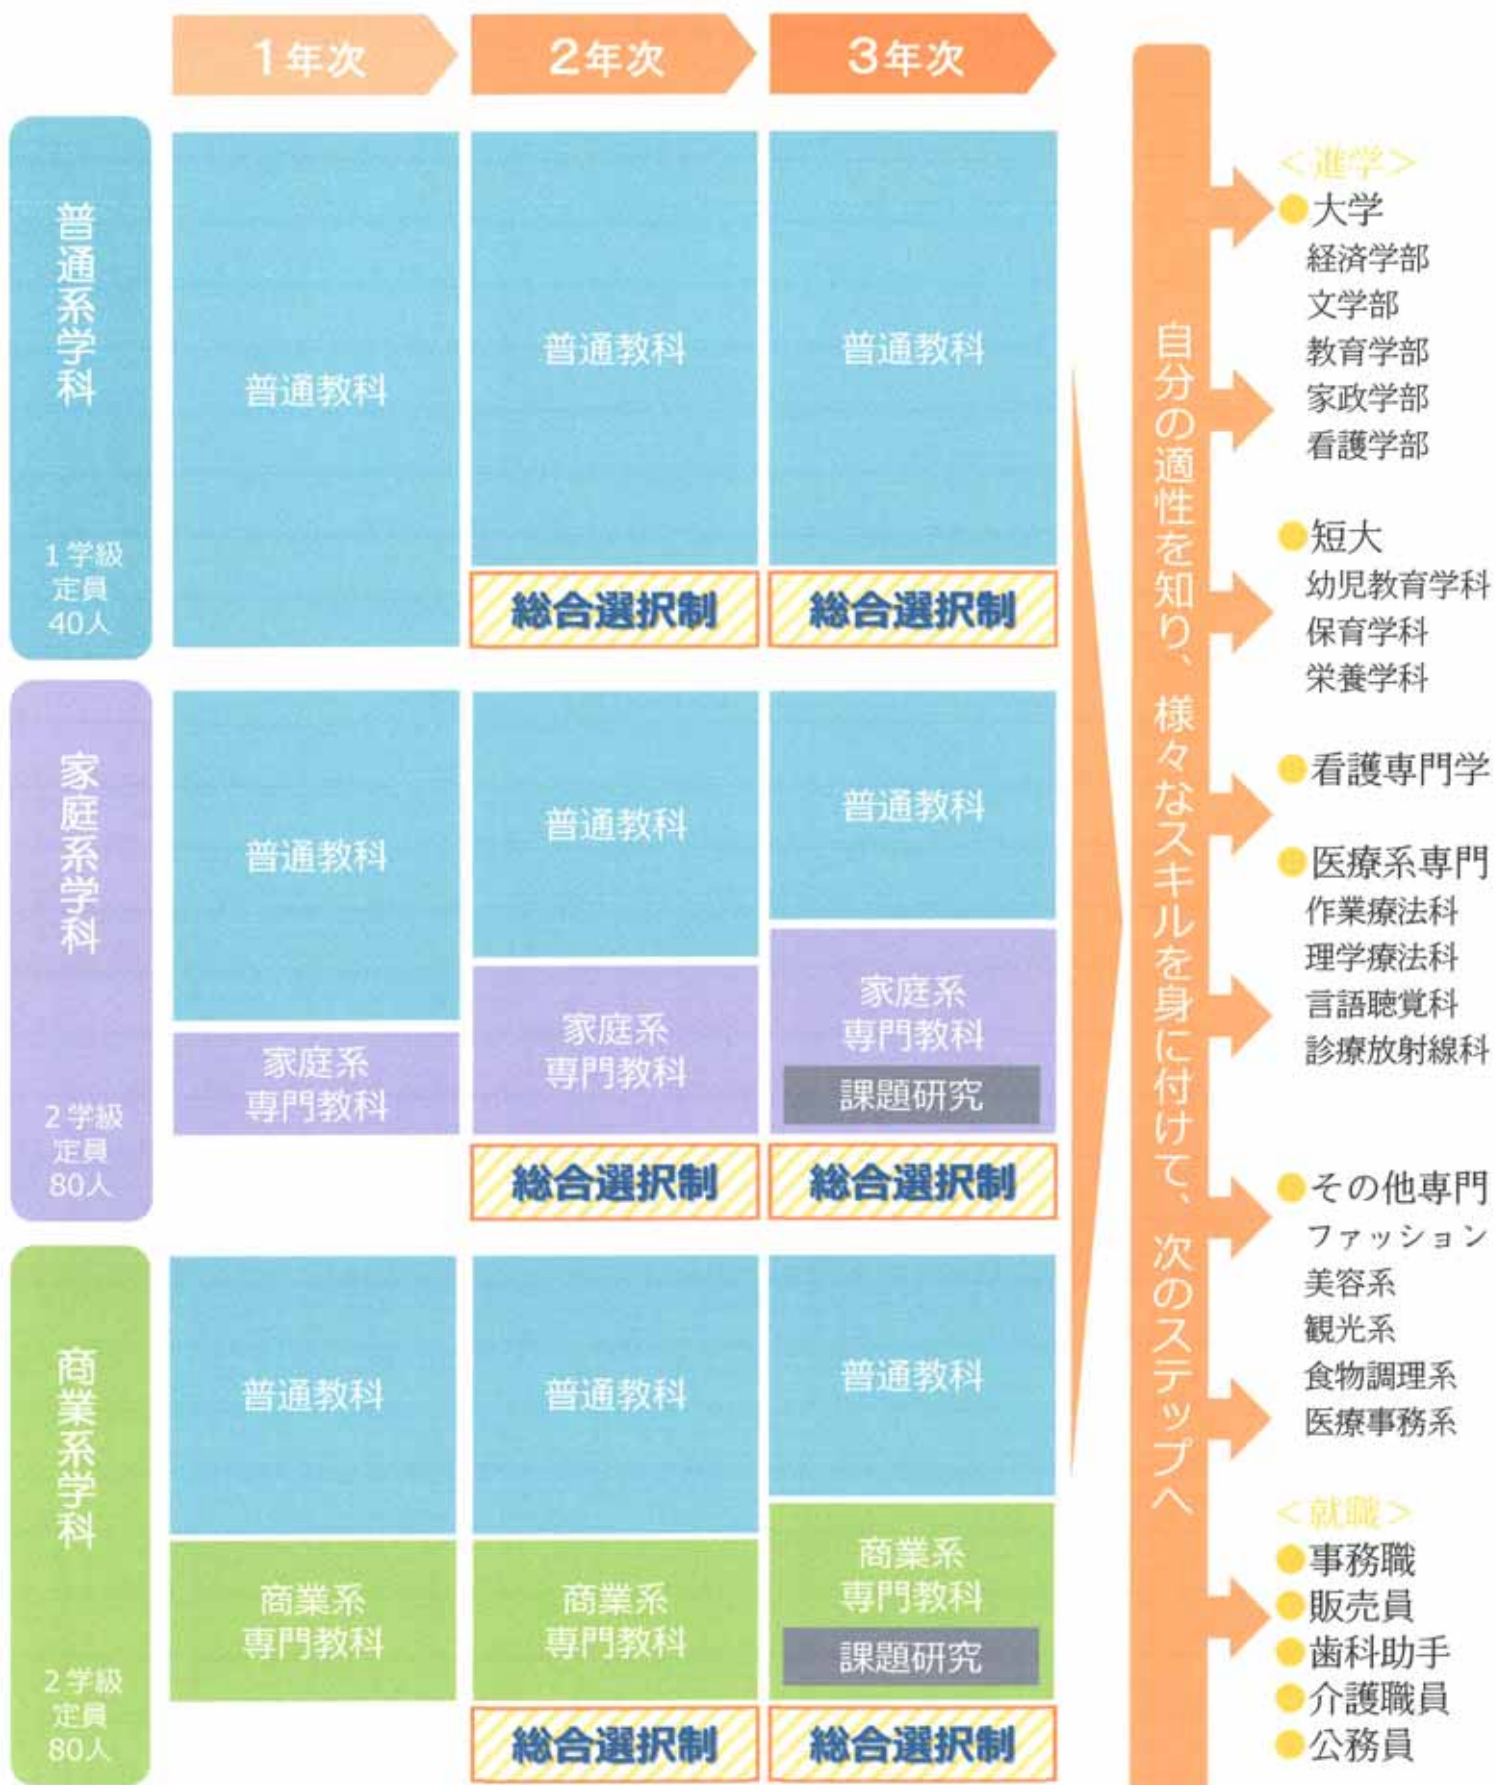 1年次
2年次
3年次
普通系学科
1学級
定員
40人
普通教科
普通教科
総合選択制
普通教科
総合選択制
家庭系学科
2学級
定員
80人
普通教科
家庭系
専門教科
普通教科
家庭系
専門教科
総合選択制
普通教科
家庭系
専門教科
課題研究
総合選択制
商業系学科
2学級
定員
80人
普通教科
商業系
専門教科
普通教科
商業系
専門教科
総合選択制
普通教科
商業系
専門教科
課題研究
総合選択制
自分の適性を知り、様々なスキルを身に付けて、次のステップへ
＜進学＞
●大学
経済学部
文学部
教育学部
家政学部
看護学部
●短大
幼児教育学科
保育学科
栄養学科
●看護専門学
●医療系専門
作業療法科
理学療法科
言語聴覚科
診療放射線科
●その他専門
ファッション
美容系
観光系
食物調理系
医療事務系
＜就職＞
●事務職
●販売員
●歯科助手
●介護職員
●公務員